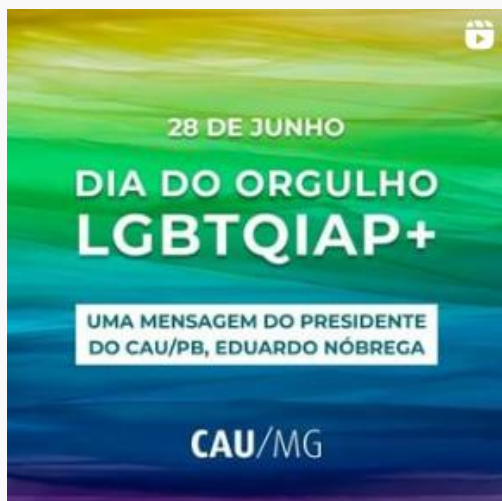 28 DE JUNHO
DIA DO ORGULHO
LGBTQIAP+
UMA MENSAGEM DO PRESIDENTE
DO CAU/PB, EDUARDO NÓBREGA
CAU/MG